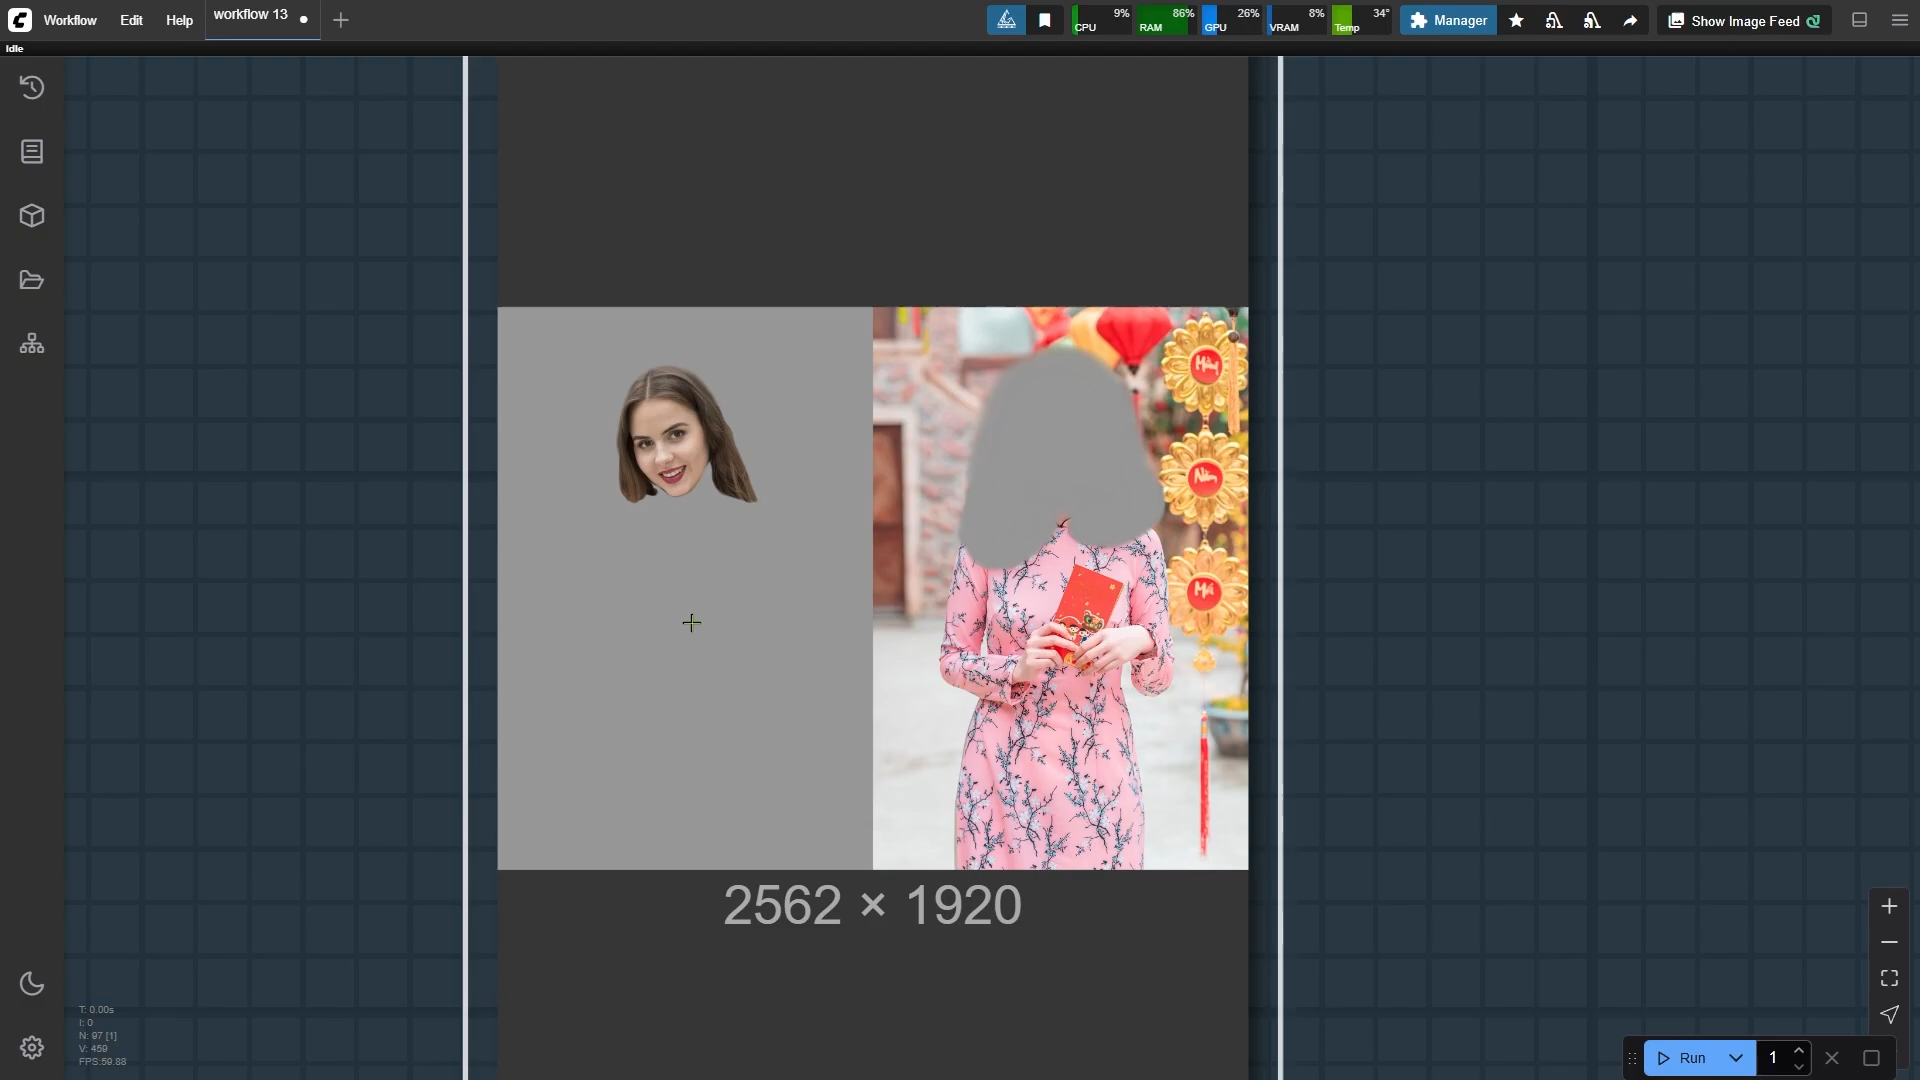 Workflow
Edit
Help
workflow 13
CPU
9%
RAM
86%
GPU
26%
VRAM
8%
Temp
34°
Manager
Show Image Feed
Idle
2562 × 1920
T: 0.00s
I: 0
N: 97 [1]
V: 459
FPS:59.88
Run
1